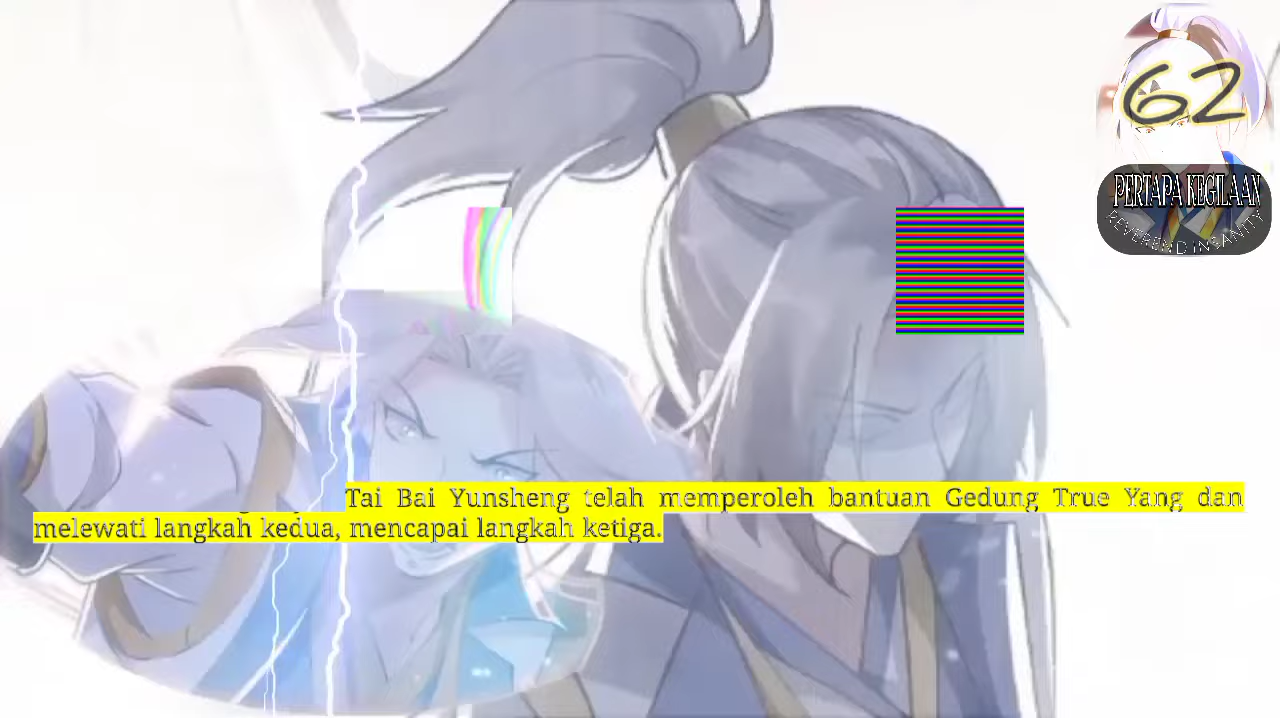 62
PERTAPA KEGILAAN
REVEREND INSANITY
Tai Bai Yunsheng telah memperoleh bantuan Gedung True Yang dan
melewati langkah kedua, mencapai langkah ketiga.